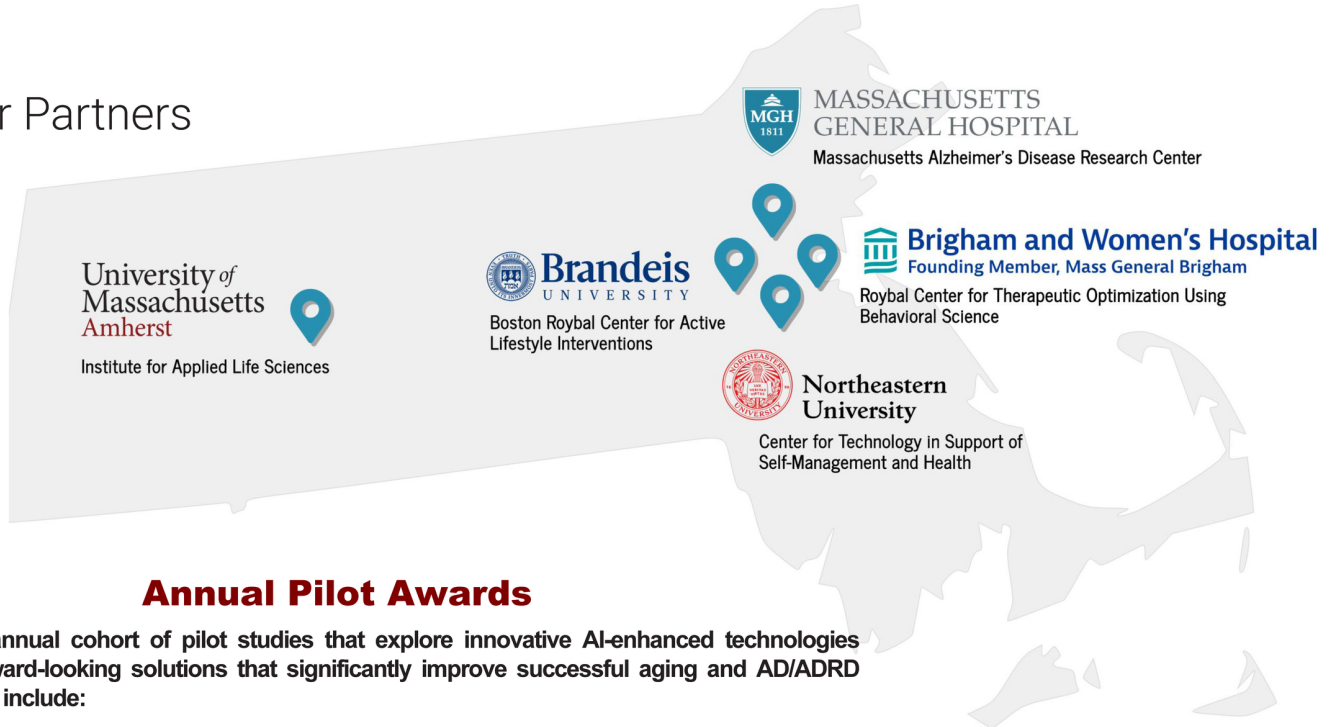 r Partners
MGH
1811
MASSACHUSETTS
GENERAL HOSPITAL
Massachusetts Alzheimer's Disease Research Center
Brigham and Women's Hospital
Founding Member, Mass General Brigham
Roybal Center for Therapeutic Optimization Using
Behavioral Science
Brandeis
UNIVERSITY
Boston Roybal Center for Active
Lifestyle Interventions
University of
Massachusetts
Amherst
Institute for Applied Life Sciences
NORTHEASTERN
UNIVERSITY
Northeastern
University
Center for Technology in Support of
Self-Management and Health
Annual Pilot Awards
annual cohort of pilot studies that explore innovative AI-enhanced technologies
ward-looking solutions that significantly improve successful aging and AD/ADRD
include: